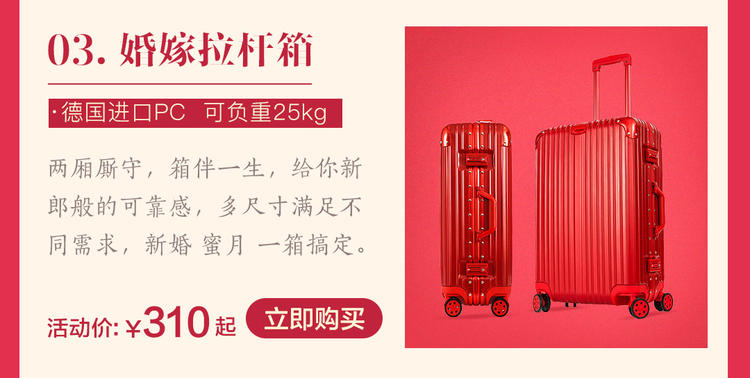 03. 婚嫁拉杆箱
·德国进口PC 可负重25kg
两厢厮守，箱伴一生，给你新
郎般的可靠感，多尺寸满足不
同需求，新婚 蜜月 一箱搞定。
活动价:¥310起 立即购买